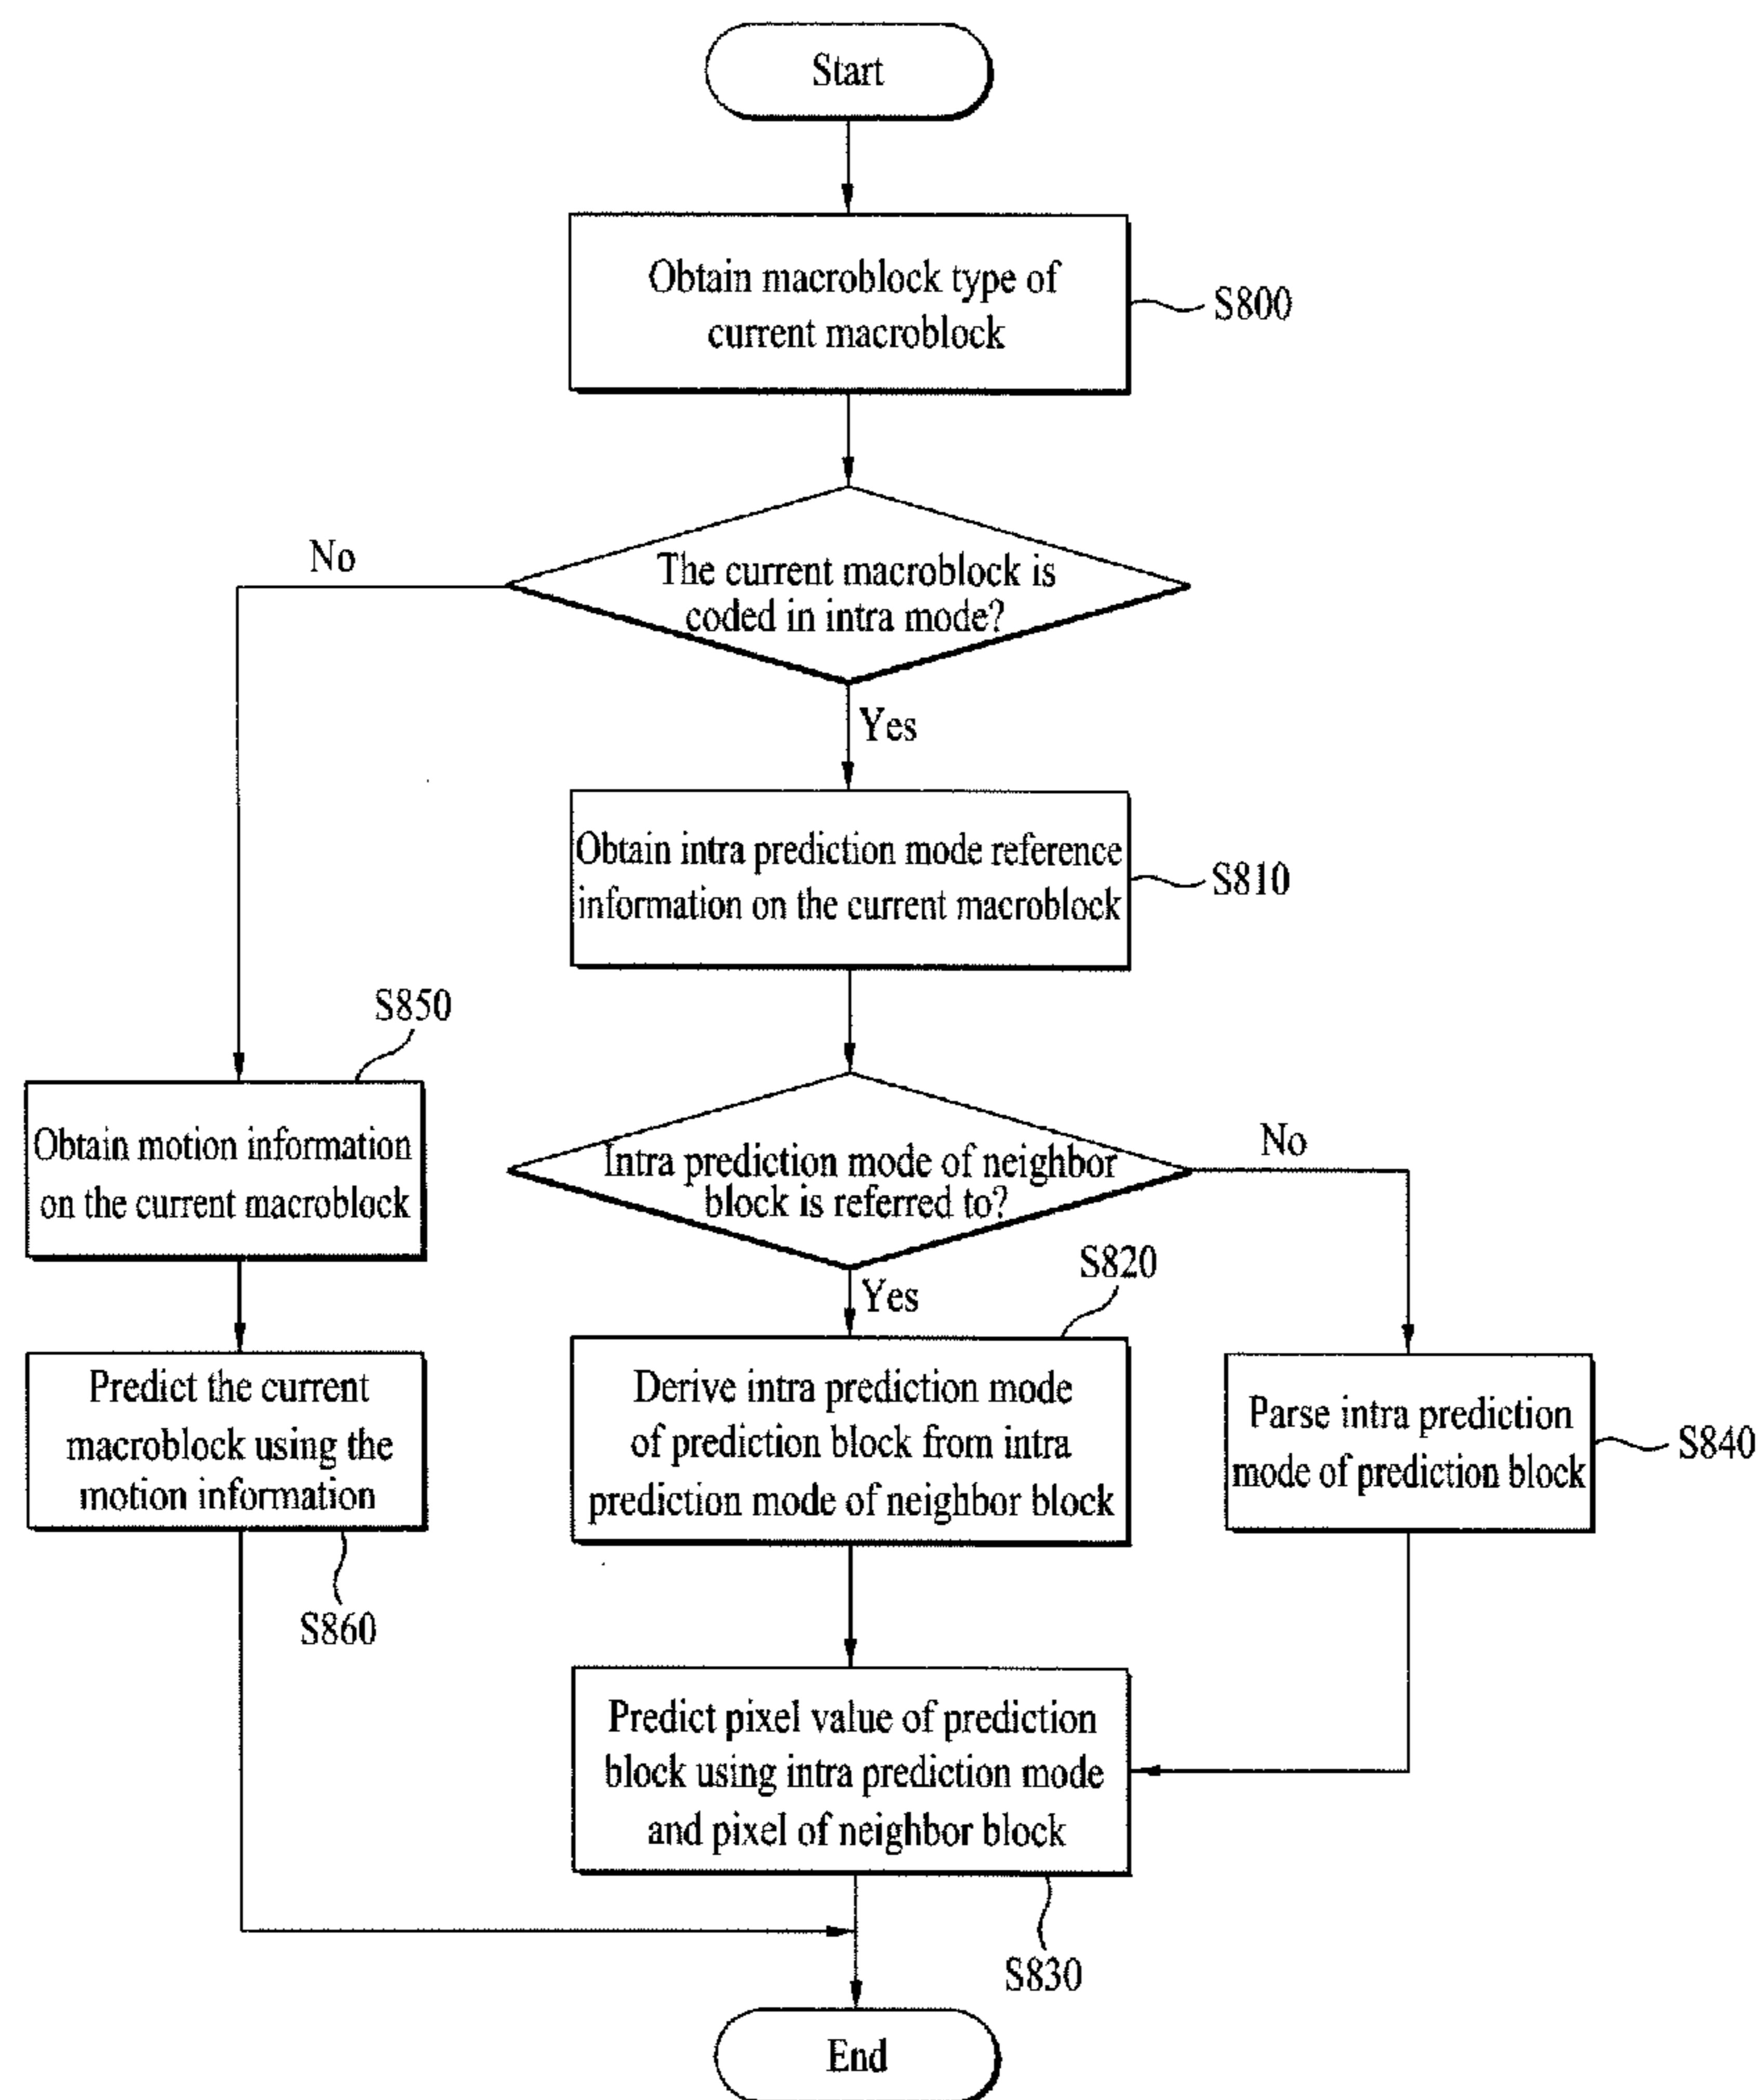 Start
Obtain macroblock type of
current macroblock
S800
The current macroblock is
coded in intra mode?
No
Yes
Obtain intra prediction mode reference
information on the current macroblock
S810
Intra prediction mode of neighbor
block is referred to?
No
Yes
S850
Obtain motion information
on the current macroblock
S820
Derive intra prediction mode
of prediction block from intra
prediction mode of neighbor block
Parse intra prediction
mode of prediction block
S840
Predict the current
macroblock using the
motion information
S860
Predict pixel value of prediction
block using intra prediction mode
and pixel of neighbor block
S830
End